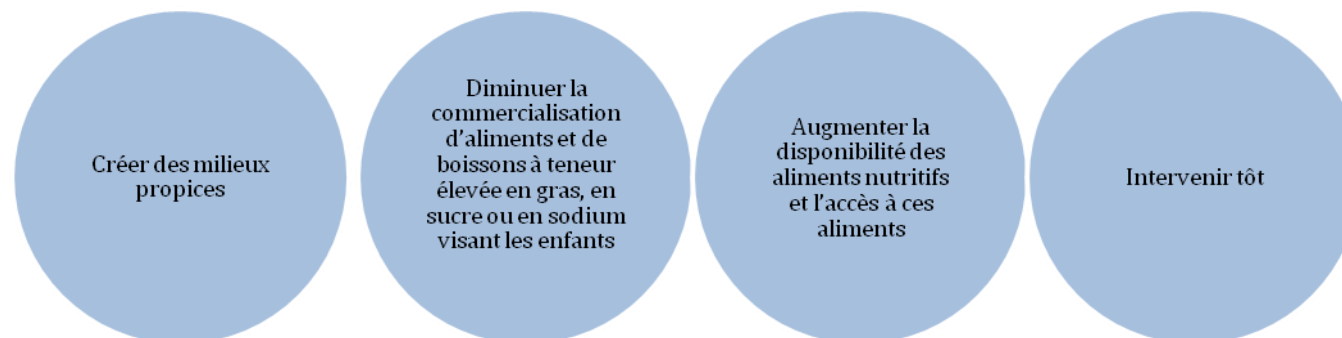 Créer des milieux
propices
Diminuer la
commercialisation
d'aliments et de
boissons à teneur
élevée en gras, en
sucre ou en sodium
visant les enfants
Augmenter la
disponibilité des
aliments nutritifs
et l'accès à ces
aliments
Intervenir tôt